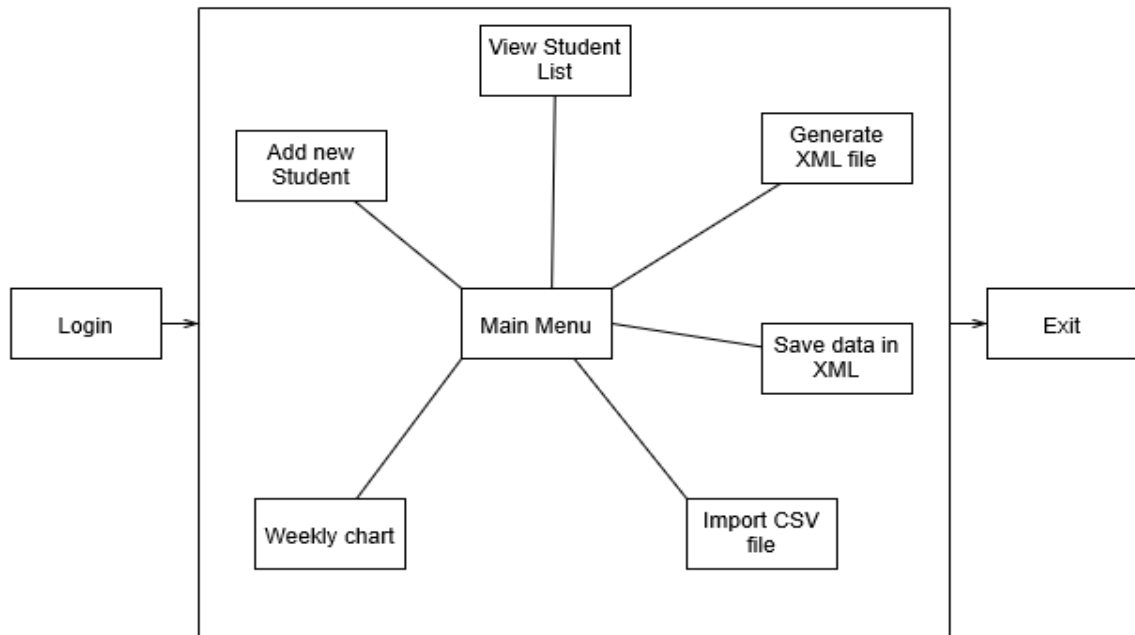 View Student
List
Generate
XML file
Add new
Student
Login
Main Menu
Exit
Save data in
XML
Weekly chart
Import CSV
file